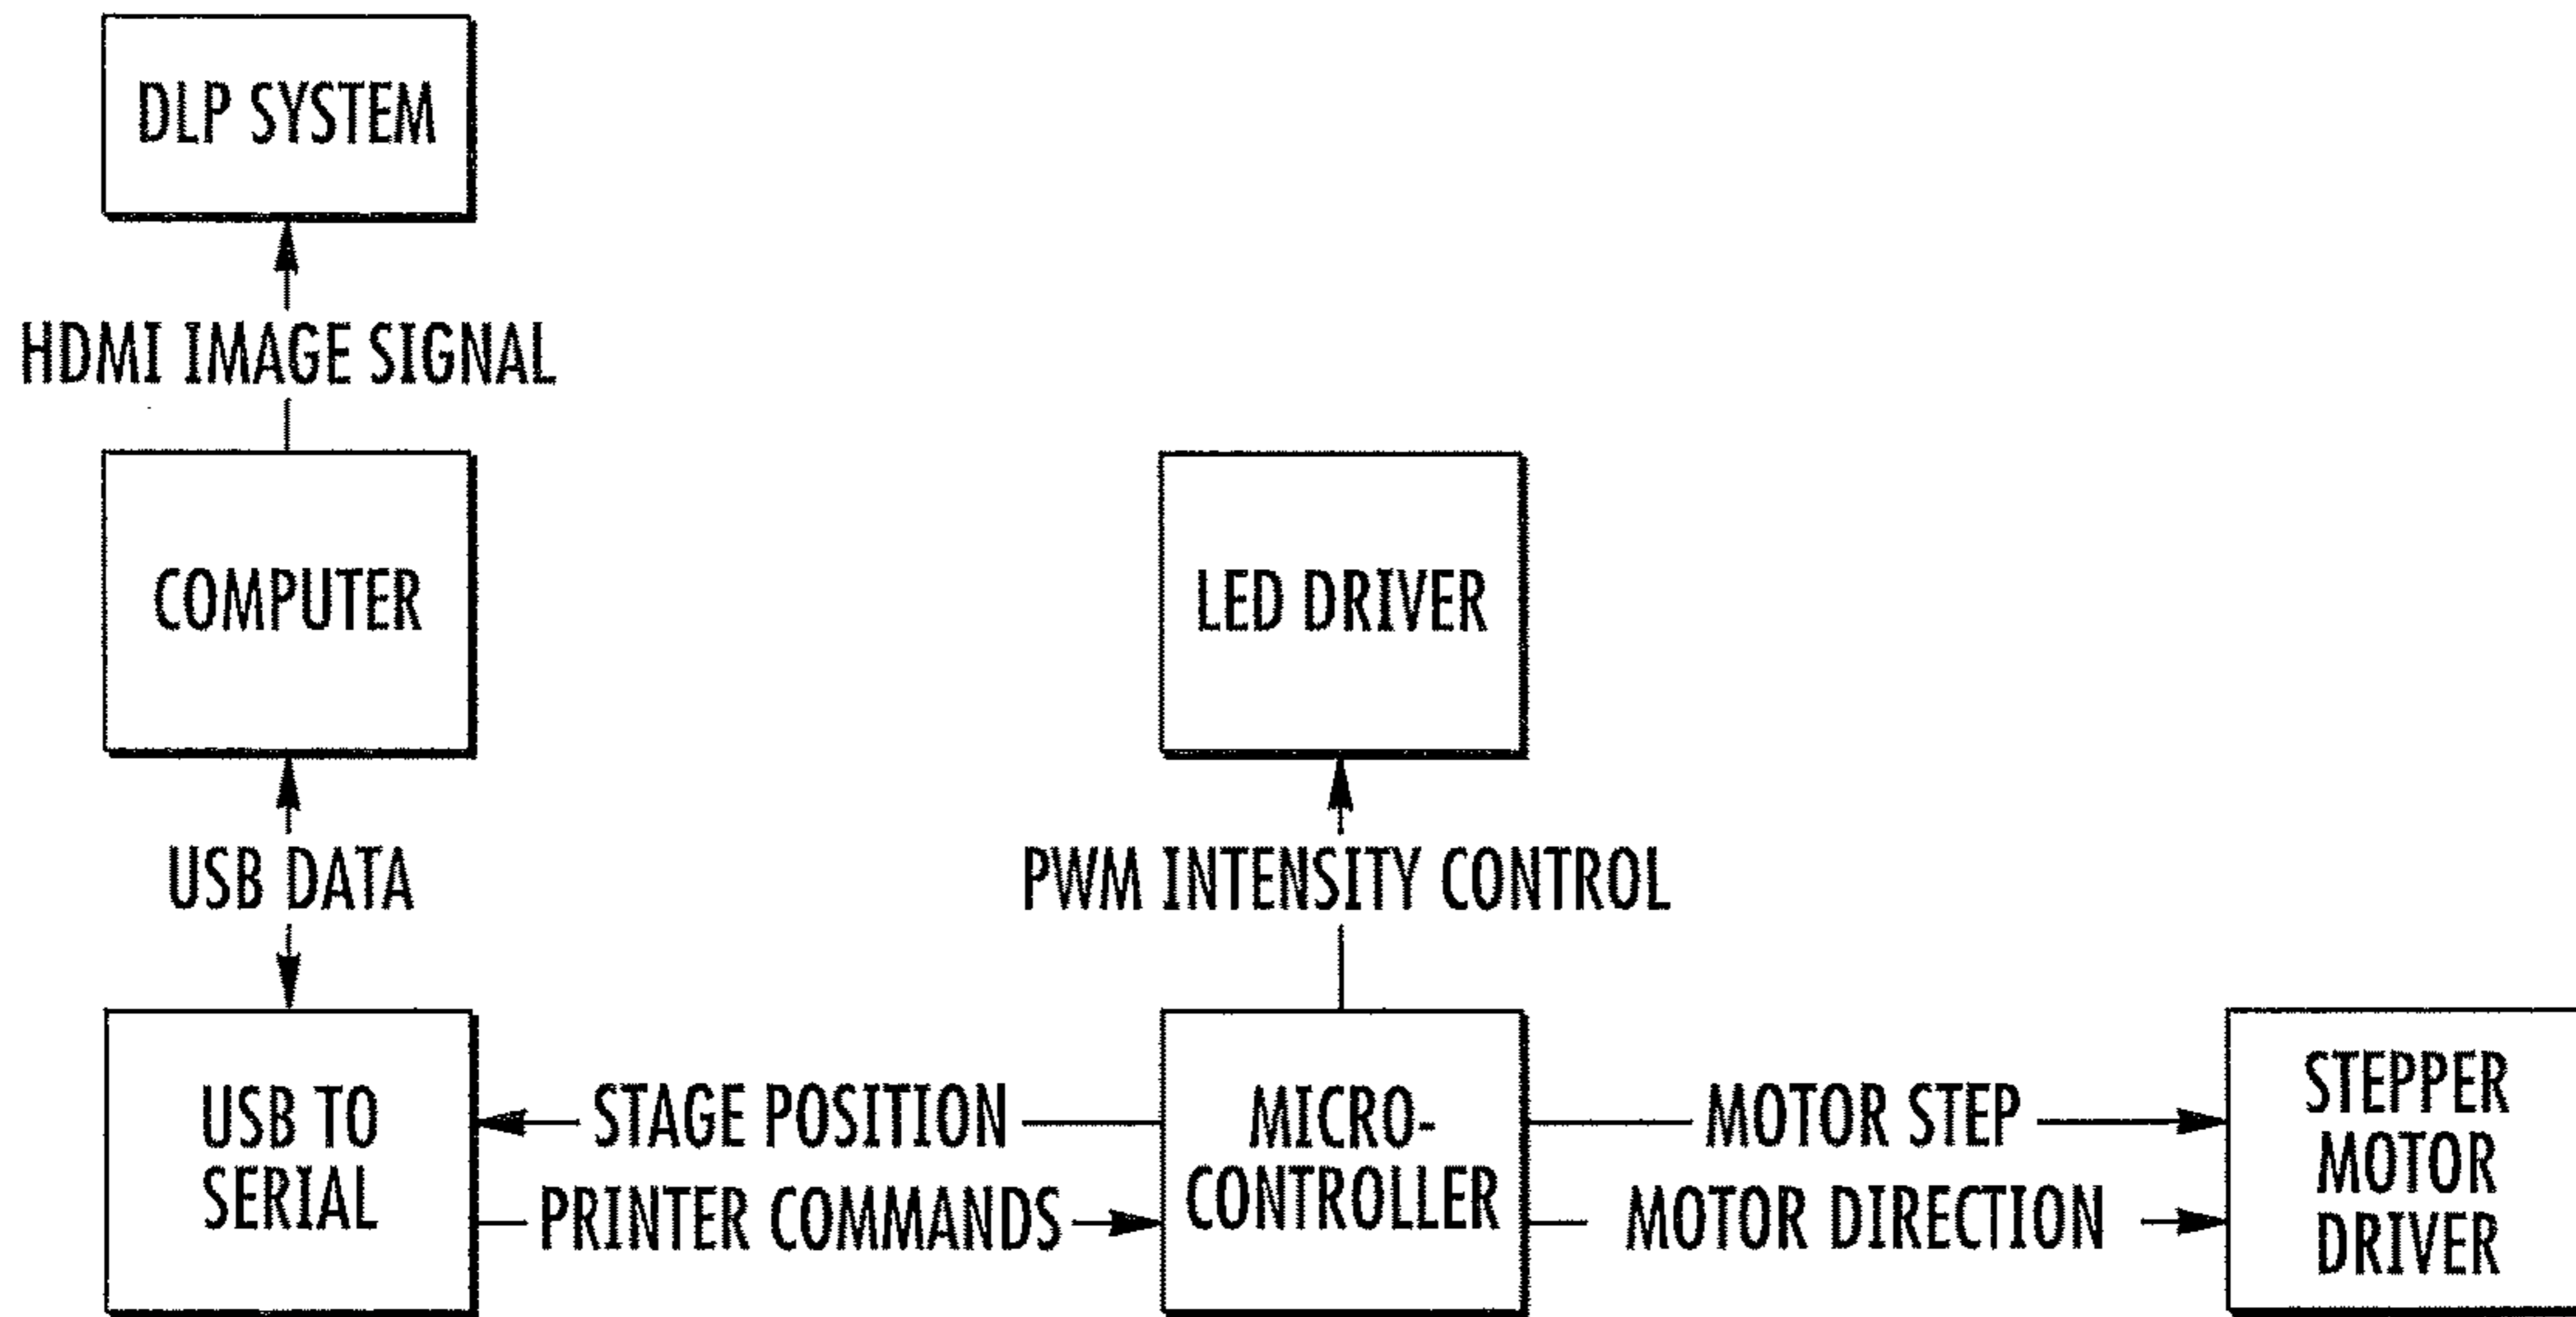 DLP SYSTEM
HDMI IMAGE SIGNAL
COMPUTER
LED DRIVER
USB DATA
PWM INTENSITY CONTROL
USB TO
SERIAL
STAGE POSITION
PRINTER COMMANDS
MICRO-
CONTROLLER
MOTOR STEP
MOTOR DIRECTION
STEPPER
MOTOR
DRIVER